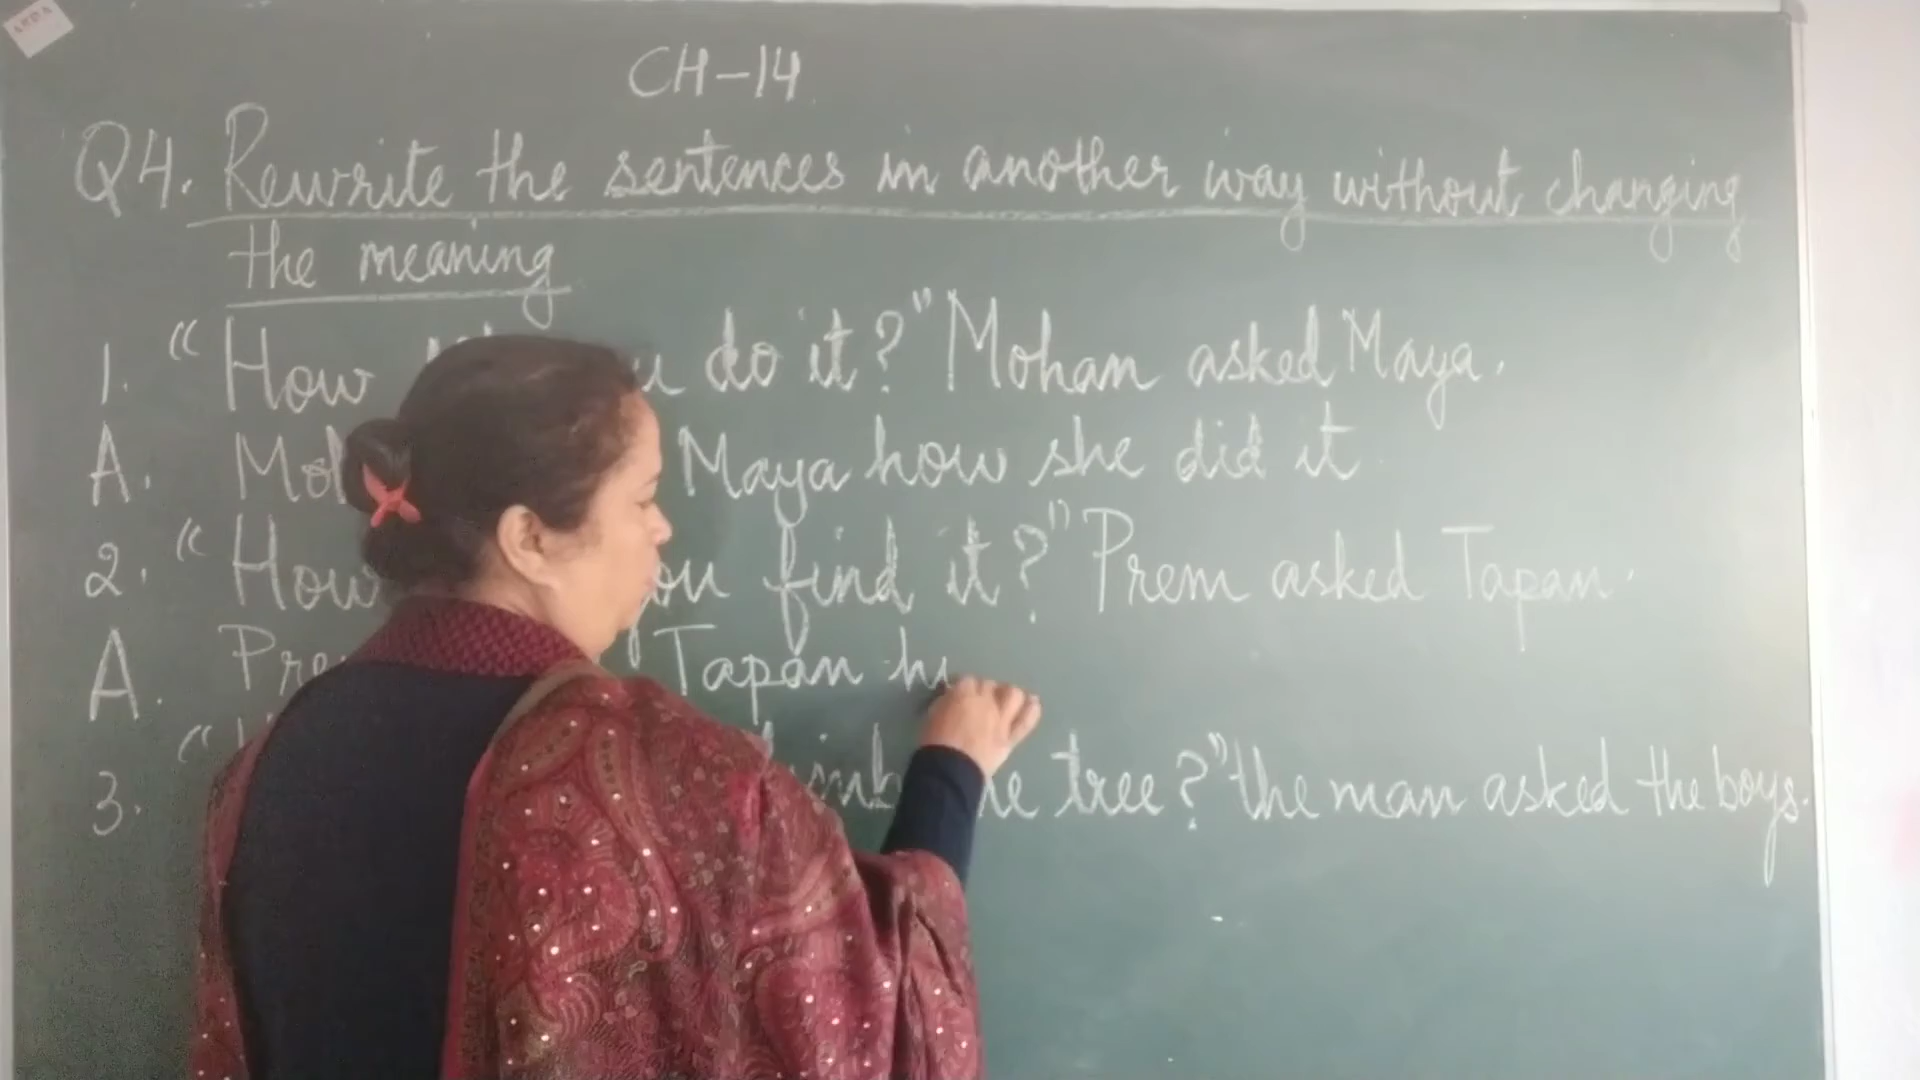 CH-14
Q4. Rewrite the sentences in another way without changing
the meaning
1. "How do it?" Mohan asked Maya.
A. Maya how she did it
2. "How you find it?" Prem asked Tapan.
A. Tapan
3. " the tree?" the man asked the boys.